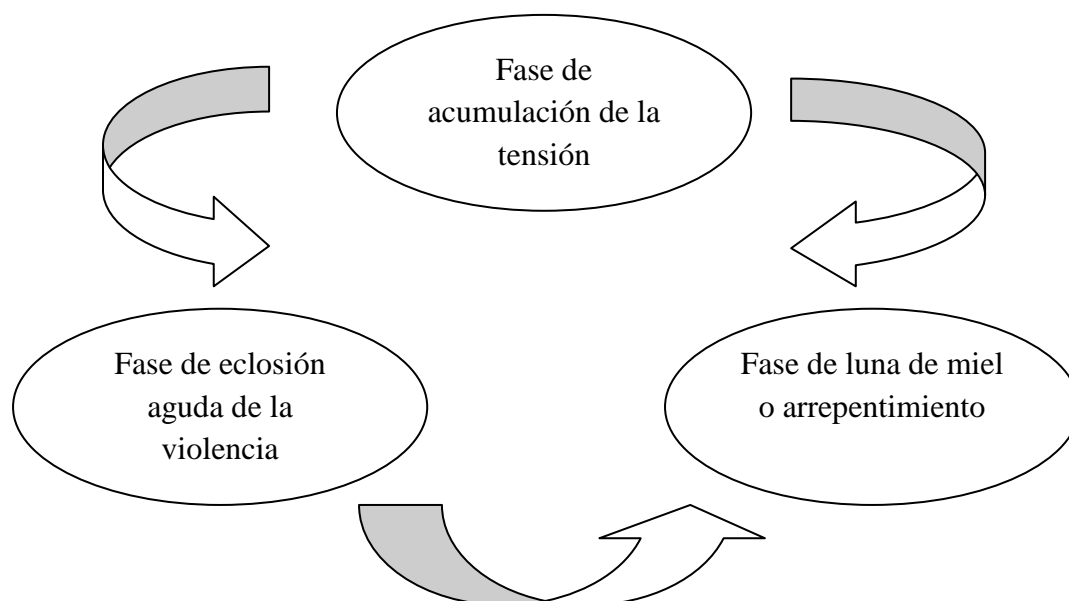 Fase de
acumulación de la
tensión
Fase de eclosión
aguda de la
violencia
Fase de luna de miel
o arrepentimiento